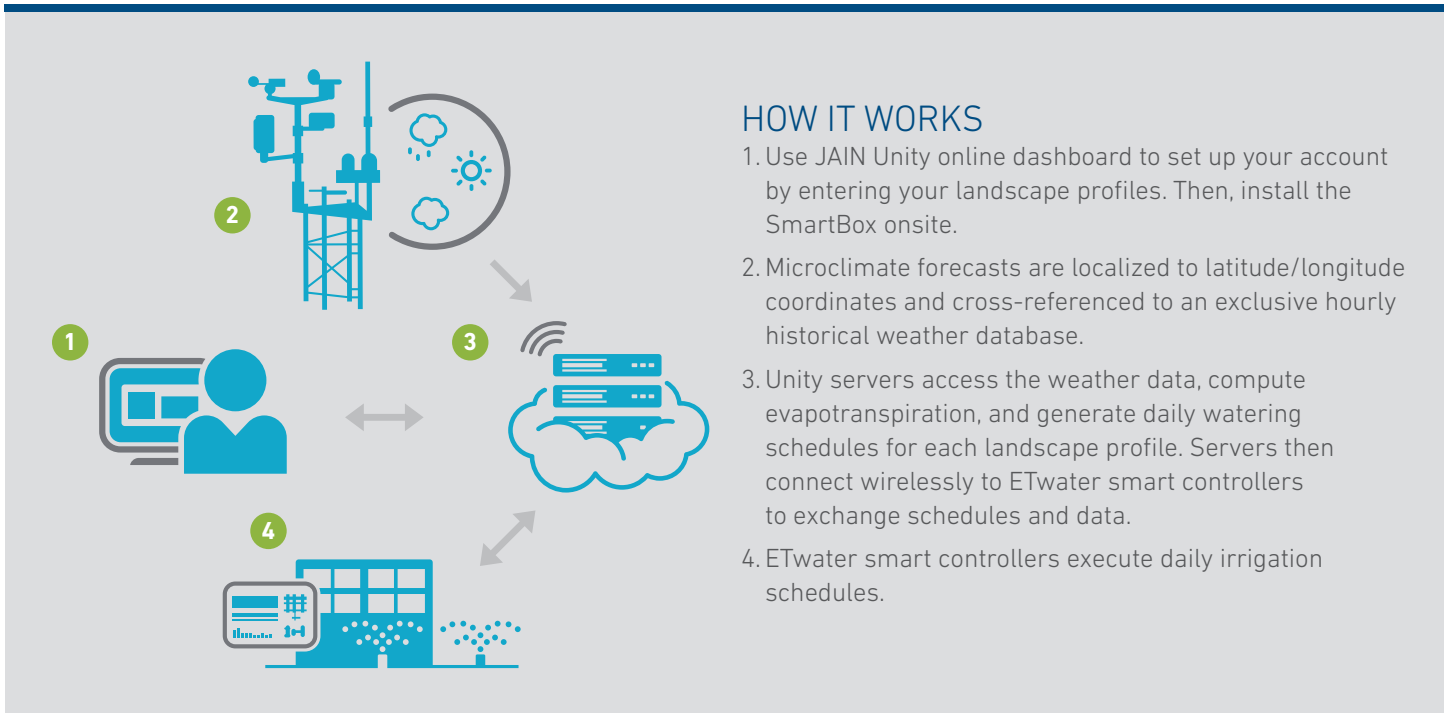 HOW IT WORKS
1. Use JAIN Unity online dashboard to set up your account
by entering your landscape profiles. Then, install the
SmartBox onsite.
2. Microclimate forecasts are localized to latitude/longitude
coordinates and cross-referenced to an exclusive hourly
historical weather database.
3. Unity servers access the weather data, compute
evapotranspiration, and generate daily watering
schedules for each landscape profile. Servers then
connect wirelessly to ETwater smart controllers
to exchange schedules and data.
4. ETwater smart controllers execute daily irrigation
schedules.
2
1
3
4